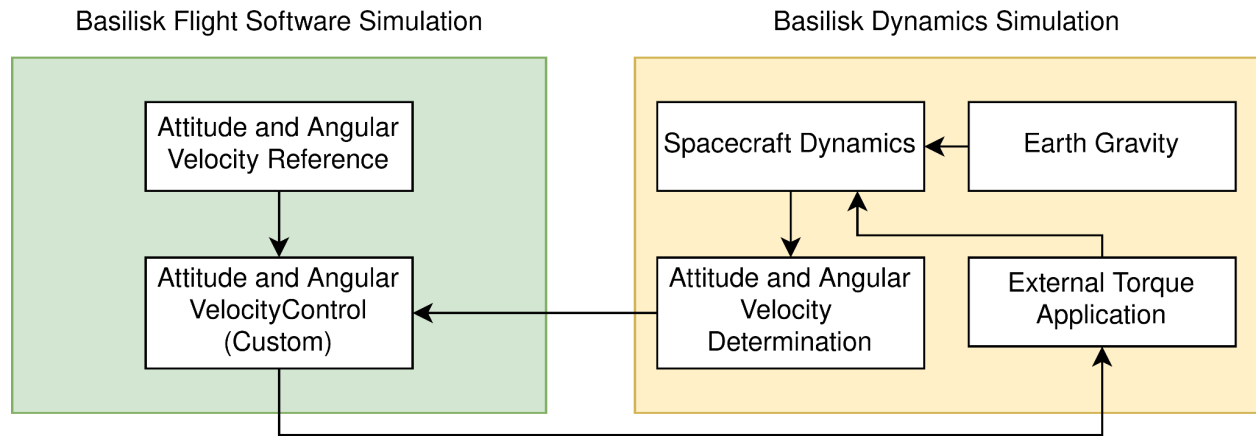 Basilisk Flight Software Simulation
Basilisk Dynamics Simulation
Attitude and Angular
Velocity Reference
Spacecraft Dynamics
Earth Gravity
Attitude and Angular
VelocityControl
(Custom)
Attitude and Angular
Velocity
Determination
External Torque
Application